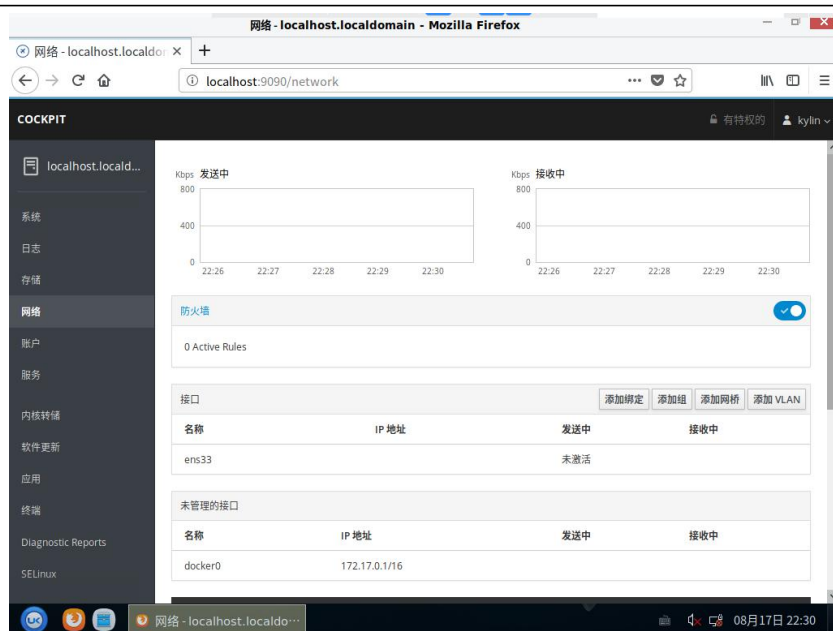 网络 - localhost.localdomain - Mozilla Firefox
网络 - localhost.localdor
localhost:9090/network
COCKPIT 有特权的 kylin
localhost.locald...
系统
日志
存储
网络
账户
服务
内核转储
软件更新
应用
终端
Diagnostic Reports
SELinux
Kbps 发送中
800
400
0
22:26 22:27 22:28 22:29 22:30
Kbps 接收中
800
400
0
22:26 22:27 22:28 22:29 22:30
防火墙
0 Active Rules
接口 添加绑定 添加组 添加网桥 添加 VLAN
名称 IP 地址 发送中 接收中
ens33 未激活
未管理的接口
名称 IP 地址 发送中 接收中
docker0 172.17.0.1/16
网络 - localhost.localdo… 08月17日 22:30